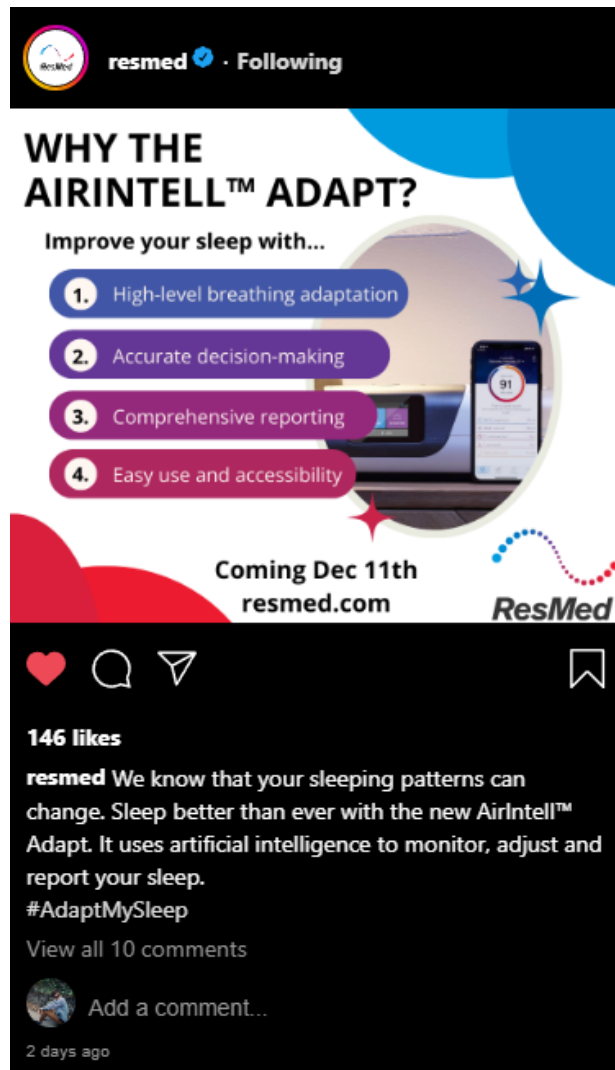 resmed · Following
WHY THE
AIRINTELL™ ADAPT?
Improve your sleep with...
1. High-level breathing adaptation
2. Accurate decision-making
3. Comprehensive reporting
4. Easy use and accessibility
91
Coming Dec 11th
resmed.com
ResMed
146 likes
resmed We know that your sleeping patterns can
change. Sleep better than ever with the new AirIntell™
Adapt. It uses artificial intelligence to monitor, adjust and
report your sleep.
#AdaptMySleep
View all 10 comments
Add a comment...
2 days ago